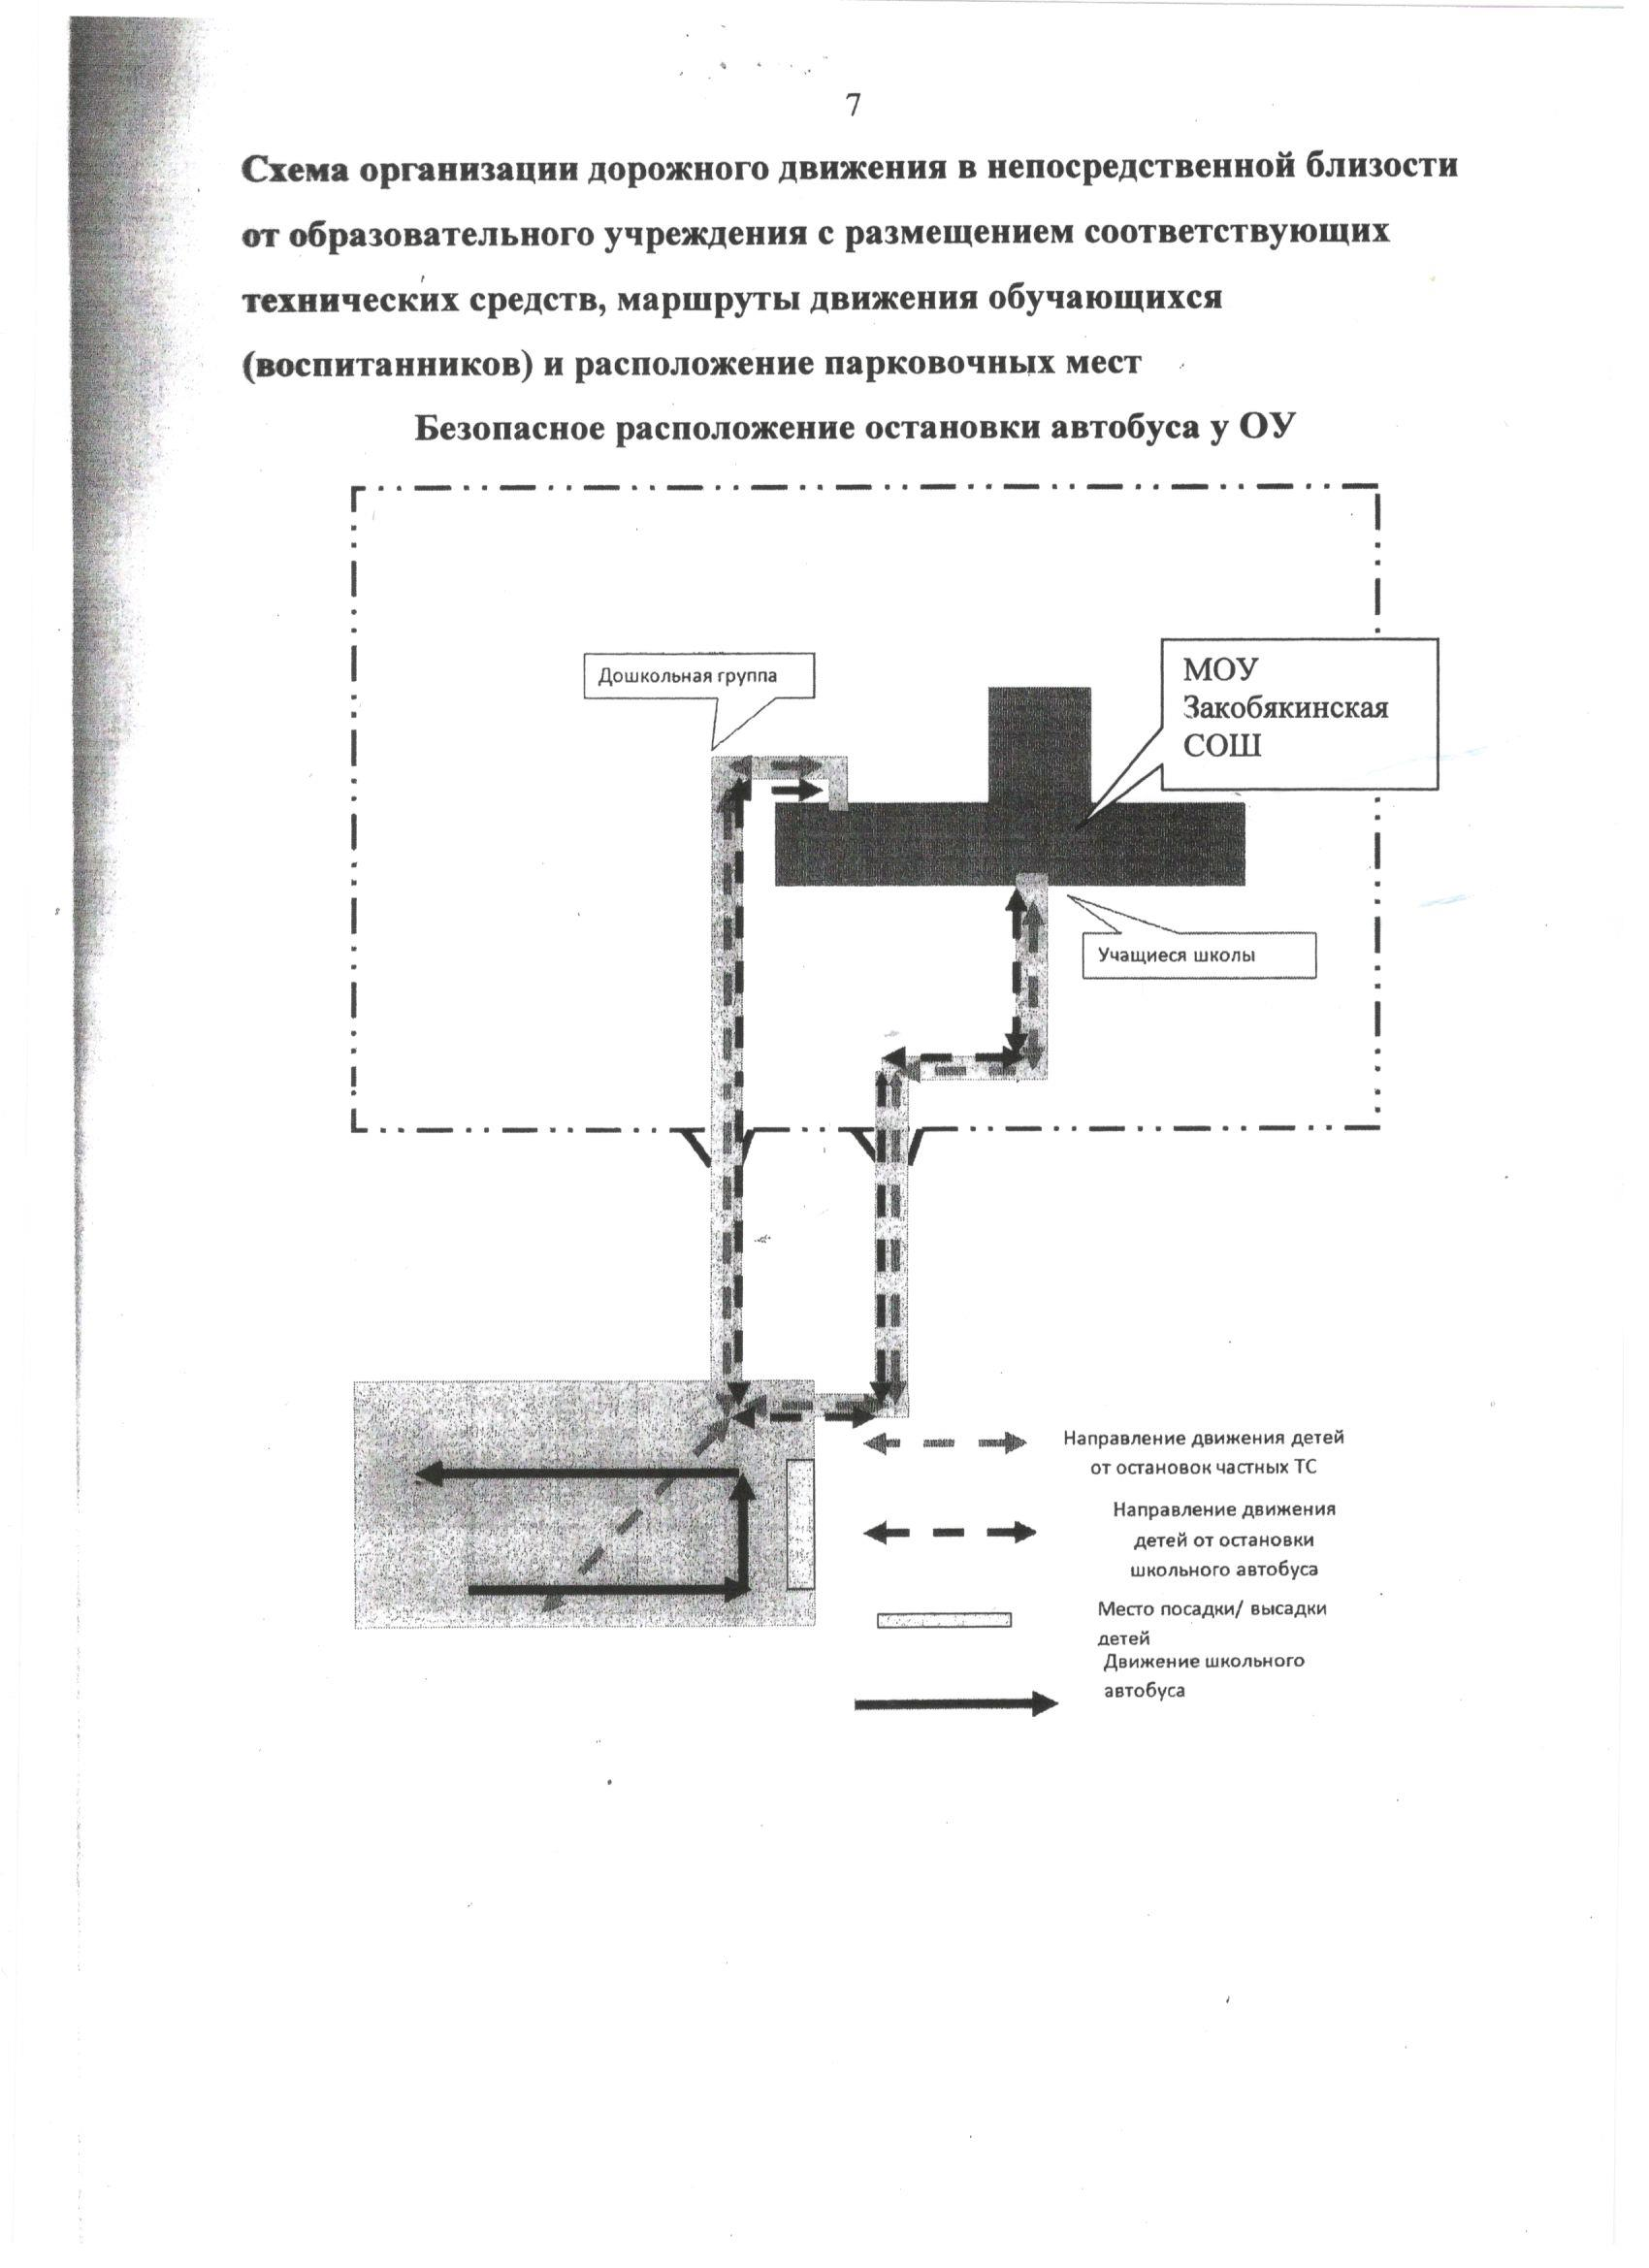 7
Схема организации дорожного движения в непосредственной близости
от образовательного учреждения с размещением соответствующих
технических средств, маршруты движения обучающихся
(воспитанников) и расположение парковочных мест
Безопасное расположение остановки автобуса у ОУ
Дошкольная группа
МОУ
Закобякинская
СОШ
Учащиеся школы
Направление движения детей
от остановок частных ТС
Направление движения
детей от остановки
школьного автобуса
Место посадки/ высадки
детей
Движение школьного
автобуса